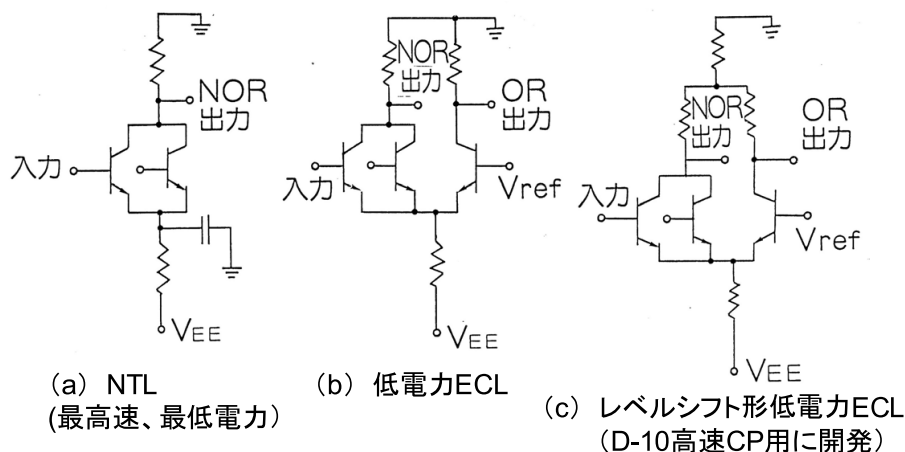 NOR
出力
入力
VEE
(a) NTL
(最高速、最低電力)
NOR
出力
OR
出力
入力
Vref
VEE
(b) 低電力ECL
NOR
出力
OR
出力
入力
Vref
VEE
(c) レベルシフト形低電力ECL
(D-10高速CP用に開発)